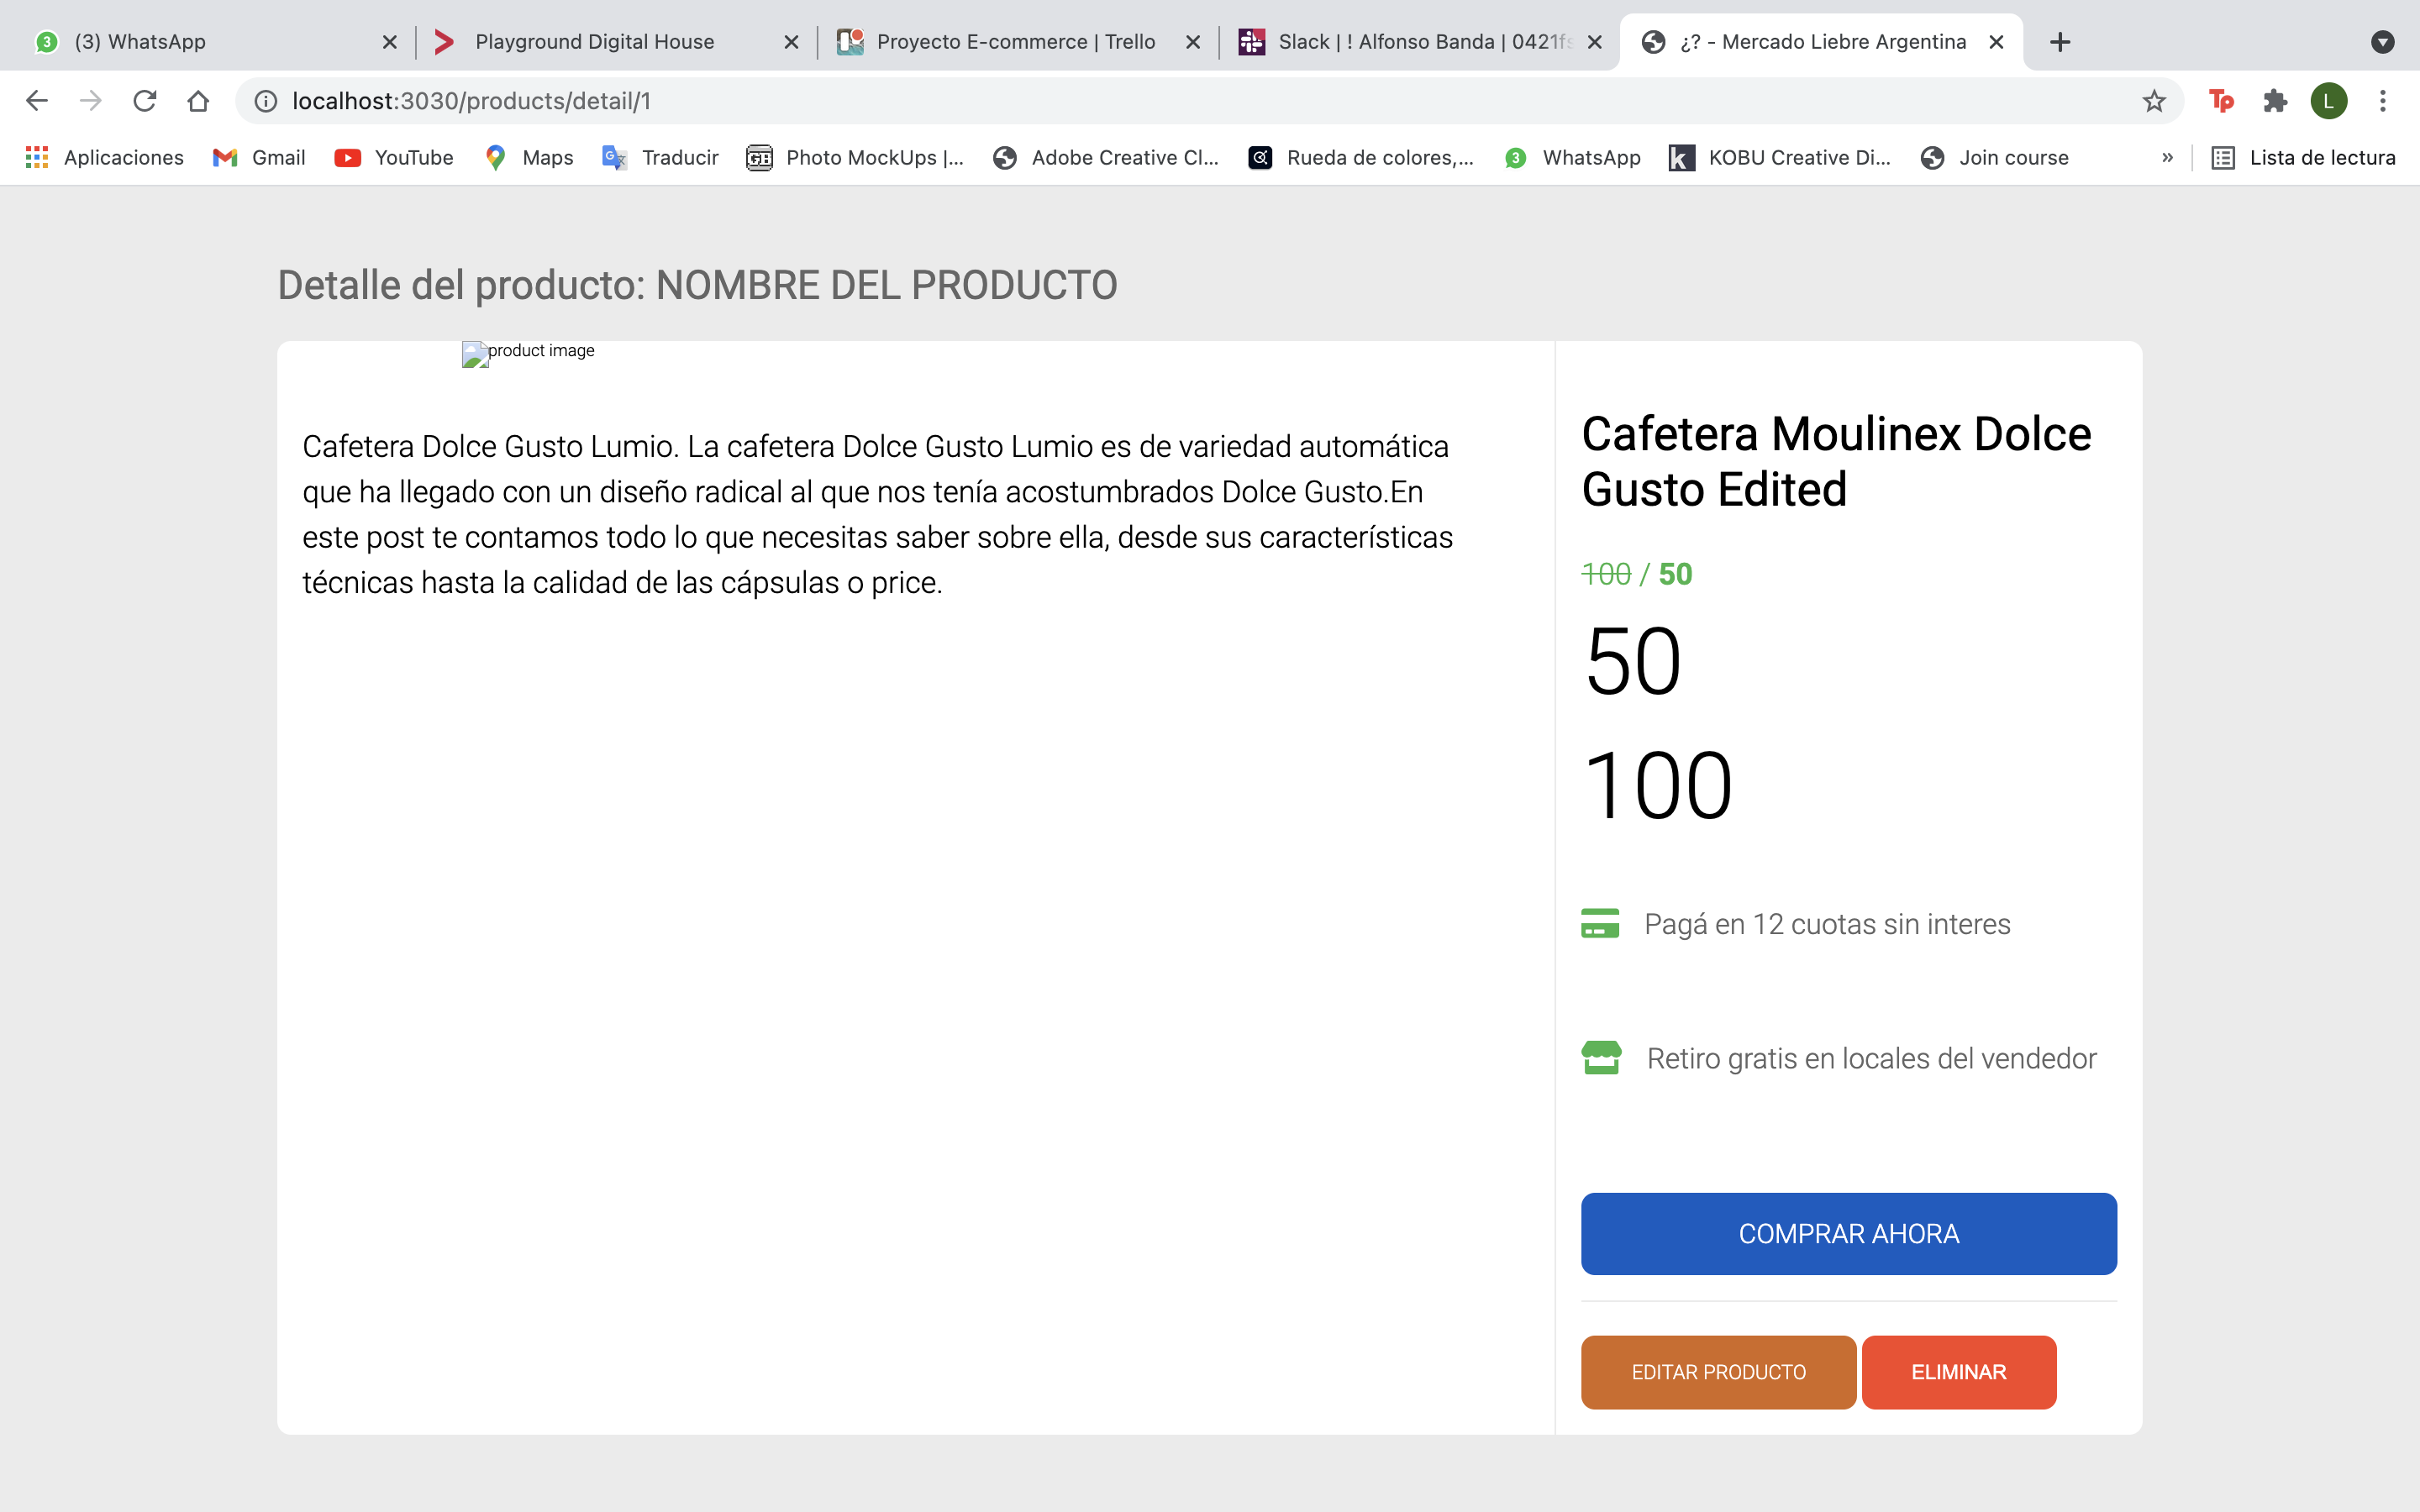 3 (3) WhatsApp
Playground Digital House
Proyecto E-commerce | Trello
Slack | ! Alfonso Banda | 0421fs
¿? - Mercado Liebre Argentina
localhost:3030/products/detail/1
Tp
L
Aplicaciones
Gmail
YouTube
Maps
Traducir
GB Photo MockUps |...
Adobe Creative Cl...
Rueda de colores,...
3 WhatsApp
k KOBU Creative Di...
Join course
»
Lista de lectura
Detalle del producto: NOMBRE DEL PRODUCTO
product image
Cafetera Dolce Gusto Lumio. La cafetera Dolce Gusto Lumio es de variedad automática
que ha llegado con un diseño radical al que nos tenía acostumbrados Dolce Gusto.En
este post te contamos todo lo que necesitas saber sobre ella, desde sus características
técnicas hasta la calidad de las cápsulas o price.
Cafetera Moulinex Dolce
Gusto Edited
100 / 50
50
100
Pagá en 12 cuotas sin interes
Retiro gratis en locales del vendedor
COMPRAR AHORA
EDITAR PRODUCTO
ELIMINAR